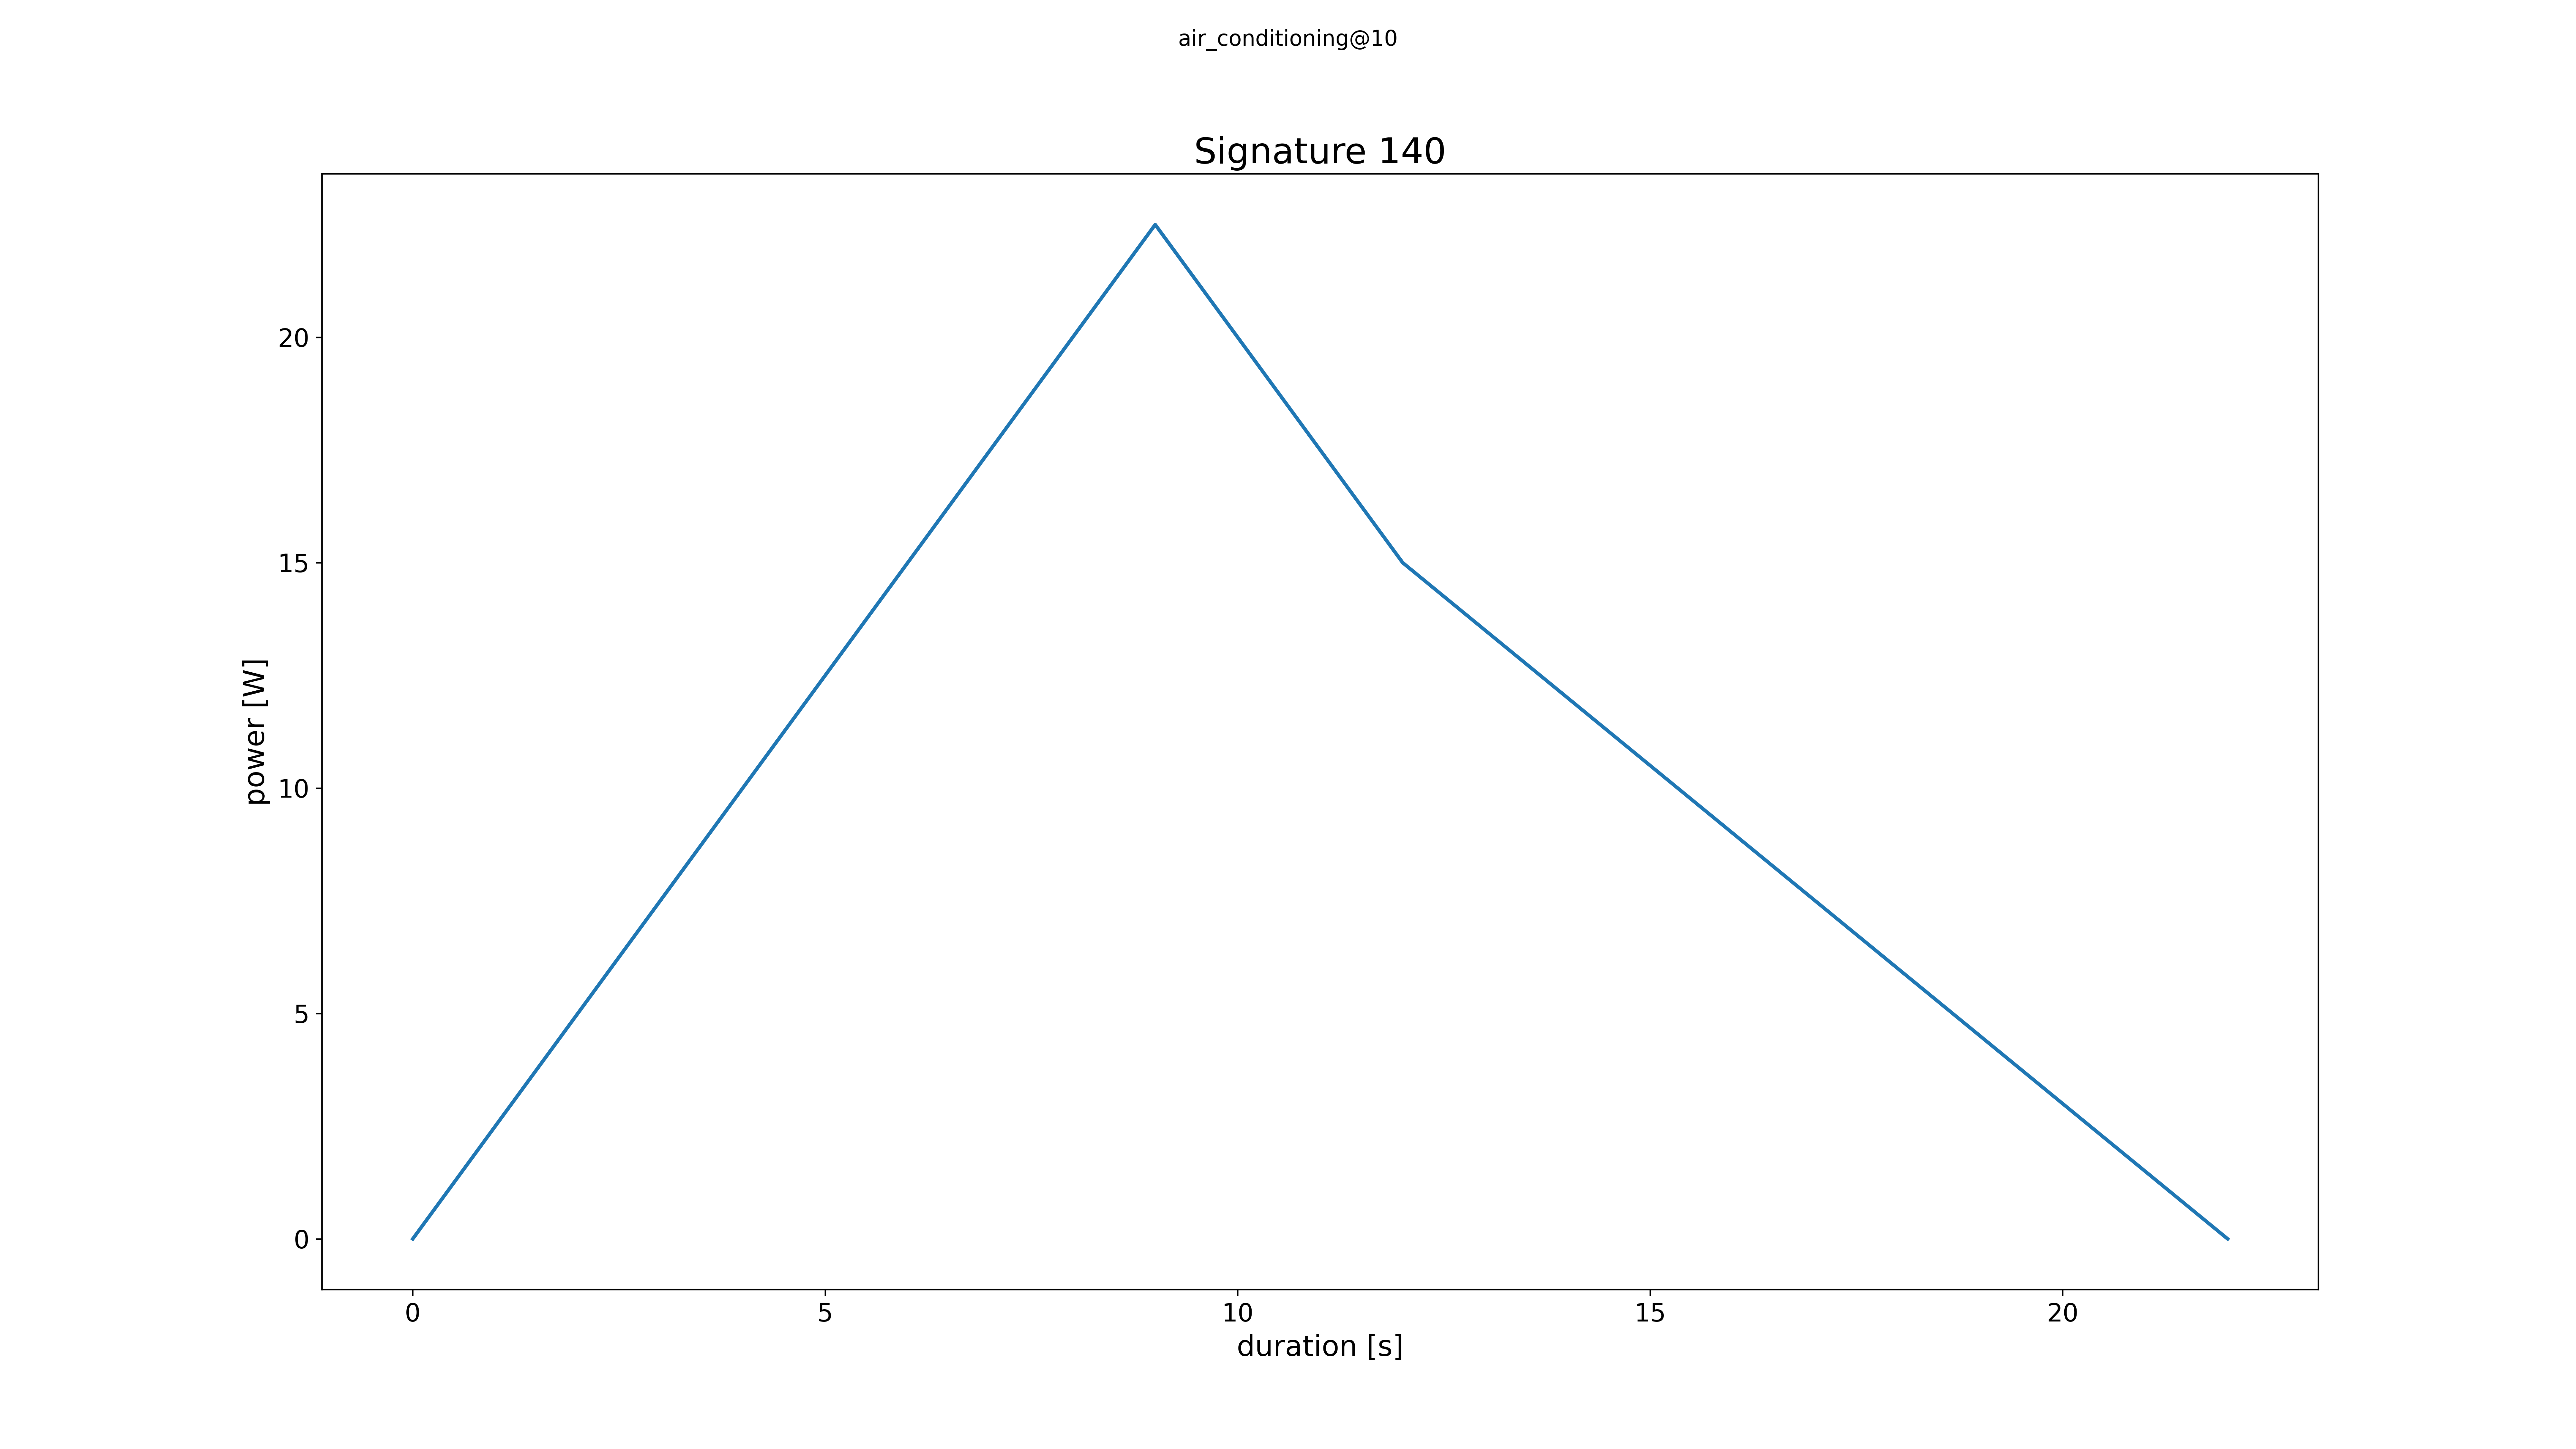 air_conditioning@10
Signature 140
power [W]
20
15
10
5
0
0 5 10 15 20
duration [s]